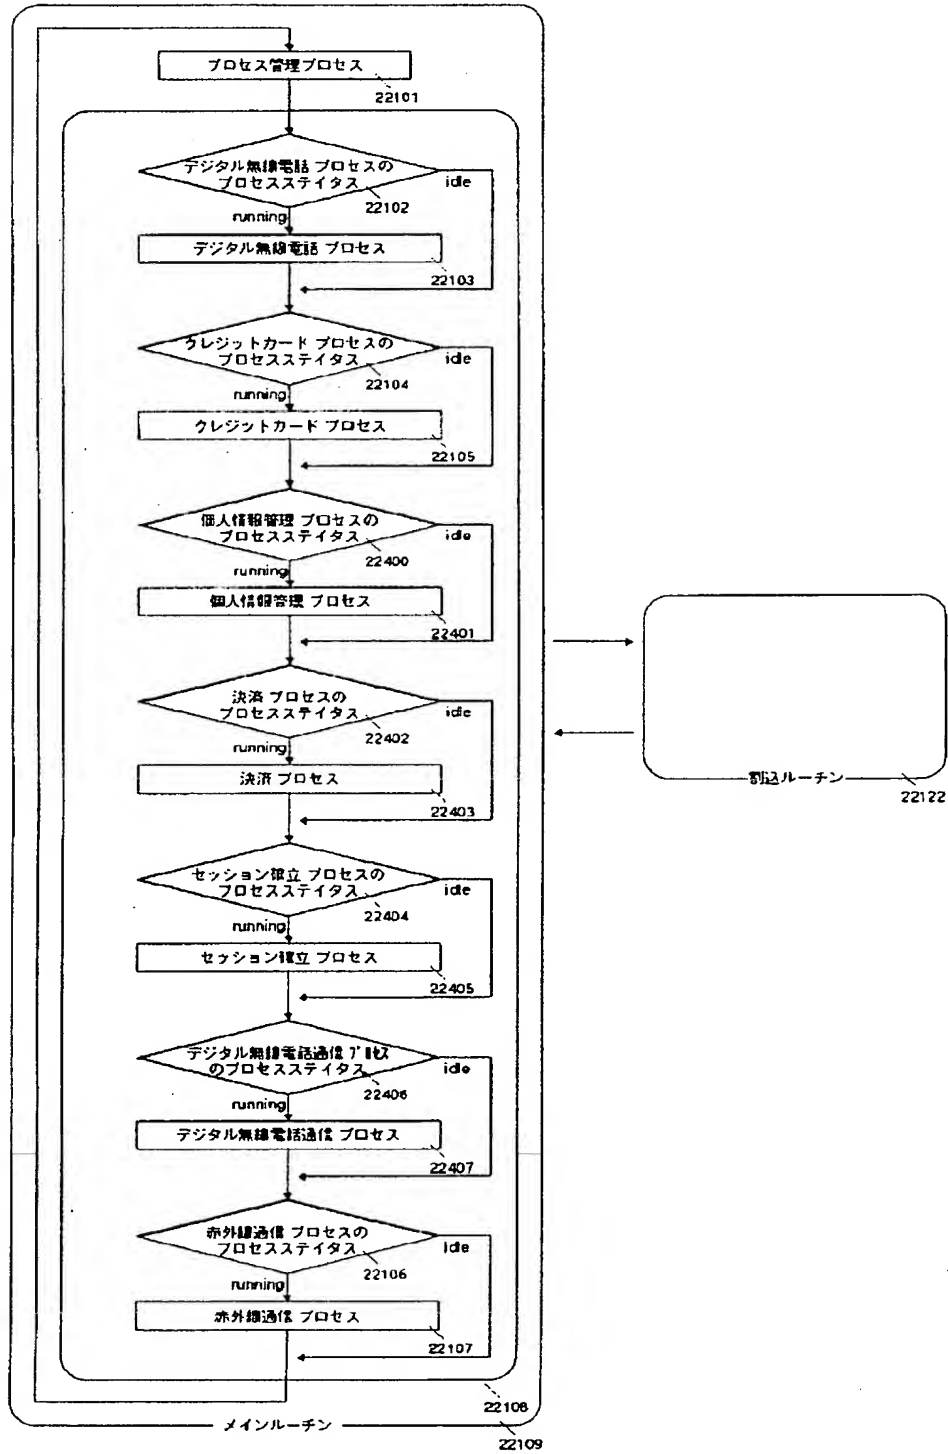 プロセス管理プロセス
22101
デジタル無線電話 プロセスの
プロセスステイタス
22102
idle
running
デジタル無線電話 プロセス
22103
クレジットカード プロセスの
プロセスステイタス
22104
idle
running
クレジットカード プロセス
22105
個人情報管理 プロセスの
プロセスステイタス
22400
idle
running
個人情報管理 プロセス
22401
決済 プロセスの
プロセスステイタス
22402
idle
running
決済 プロセス
22403
割込ルーチン
22122
セッション確立 プロセスの
プロセスステイタス
22404
idle
running
セッション確立 プロセス
22405
デジタル無線電話通信 プロセス
のプロセスステイタス
22406
idle
running
デジタル無線電話通信 プロセス
22407
赤外線通信 プロセスの
プロセスステイタス
22106
idle
running
赤外線通信 プロセス
22107
22108
メインルーチン
22109